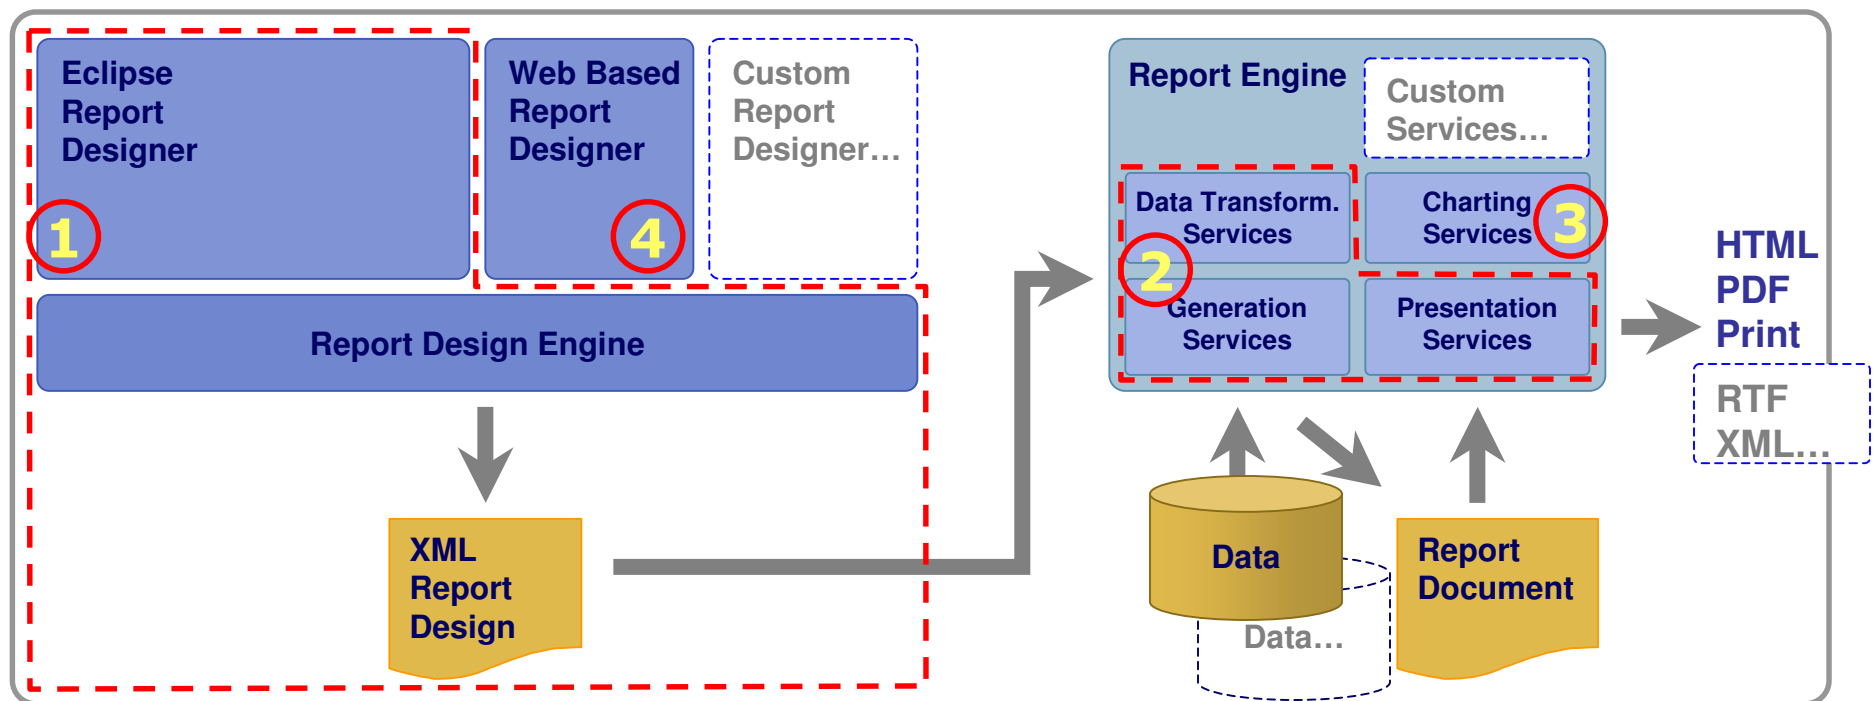 Eclipse
Report
Designer
1
Web Based
Report
Designer
4
Custom
Report
Designer…
Report Design Engine
XML
Report
Design
Report Engine
Custom
Services…
Data Transform.
Services
Charting
Services
3
2
Generation
Services
Presentation
Services
Data
Data…
Report
Document
HTML
PDF
Print
RTF
XML…